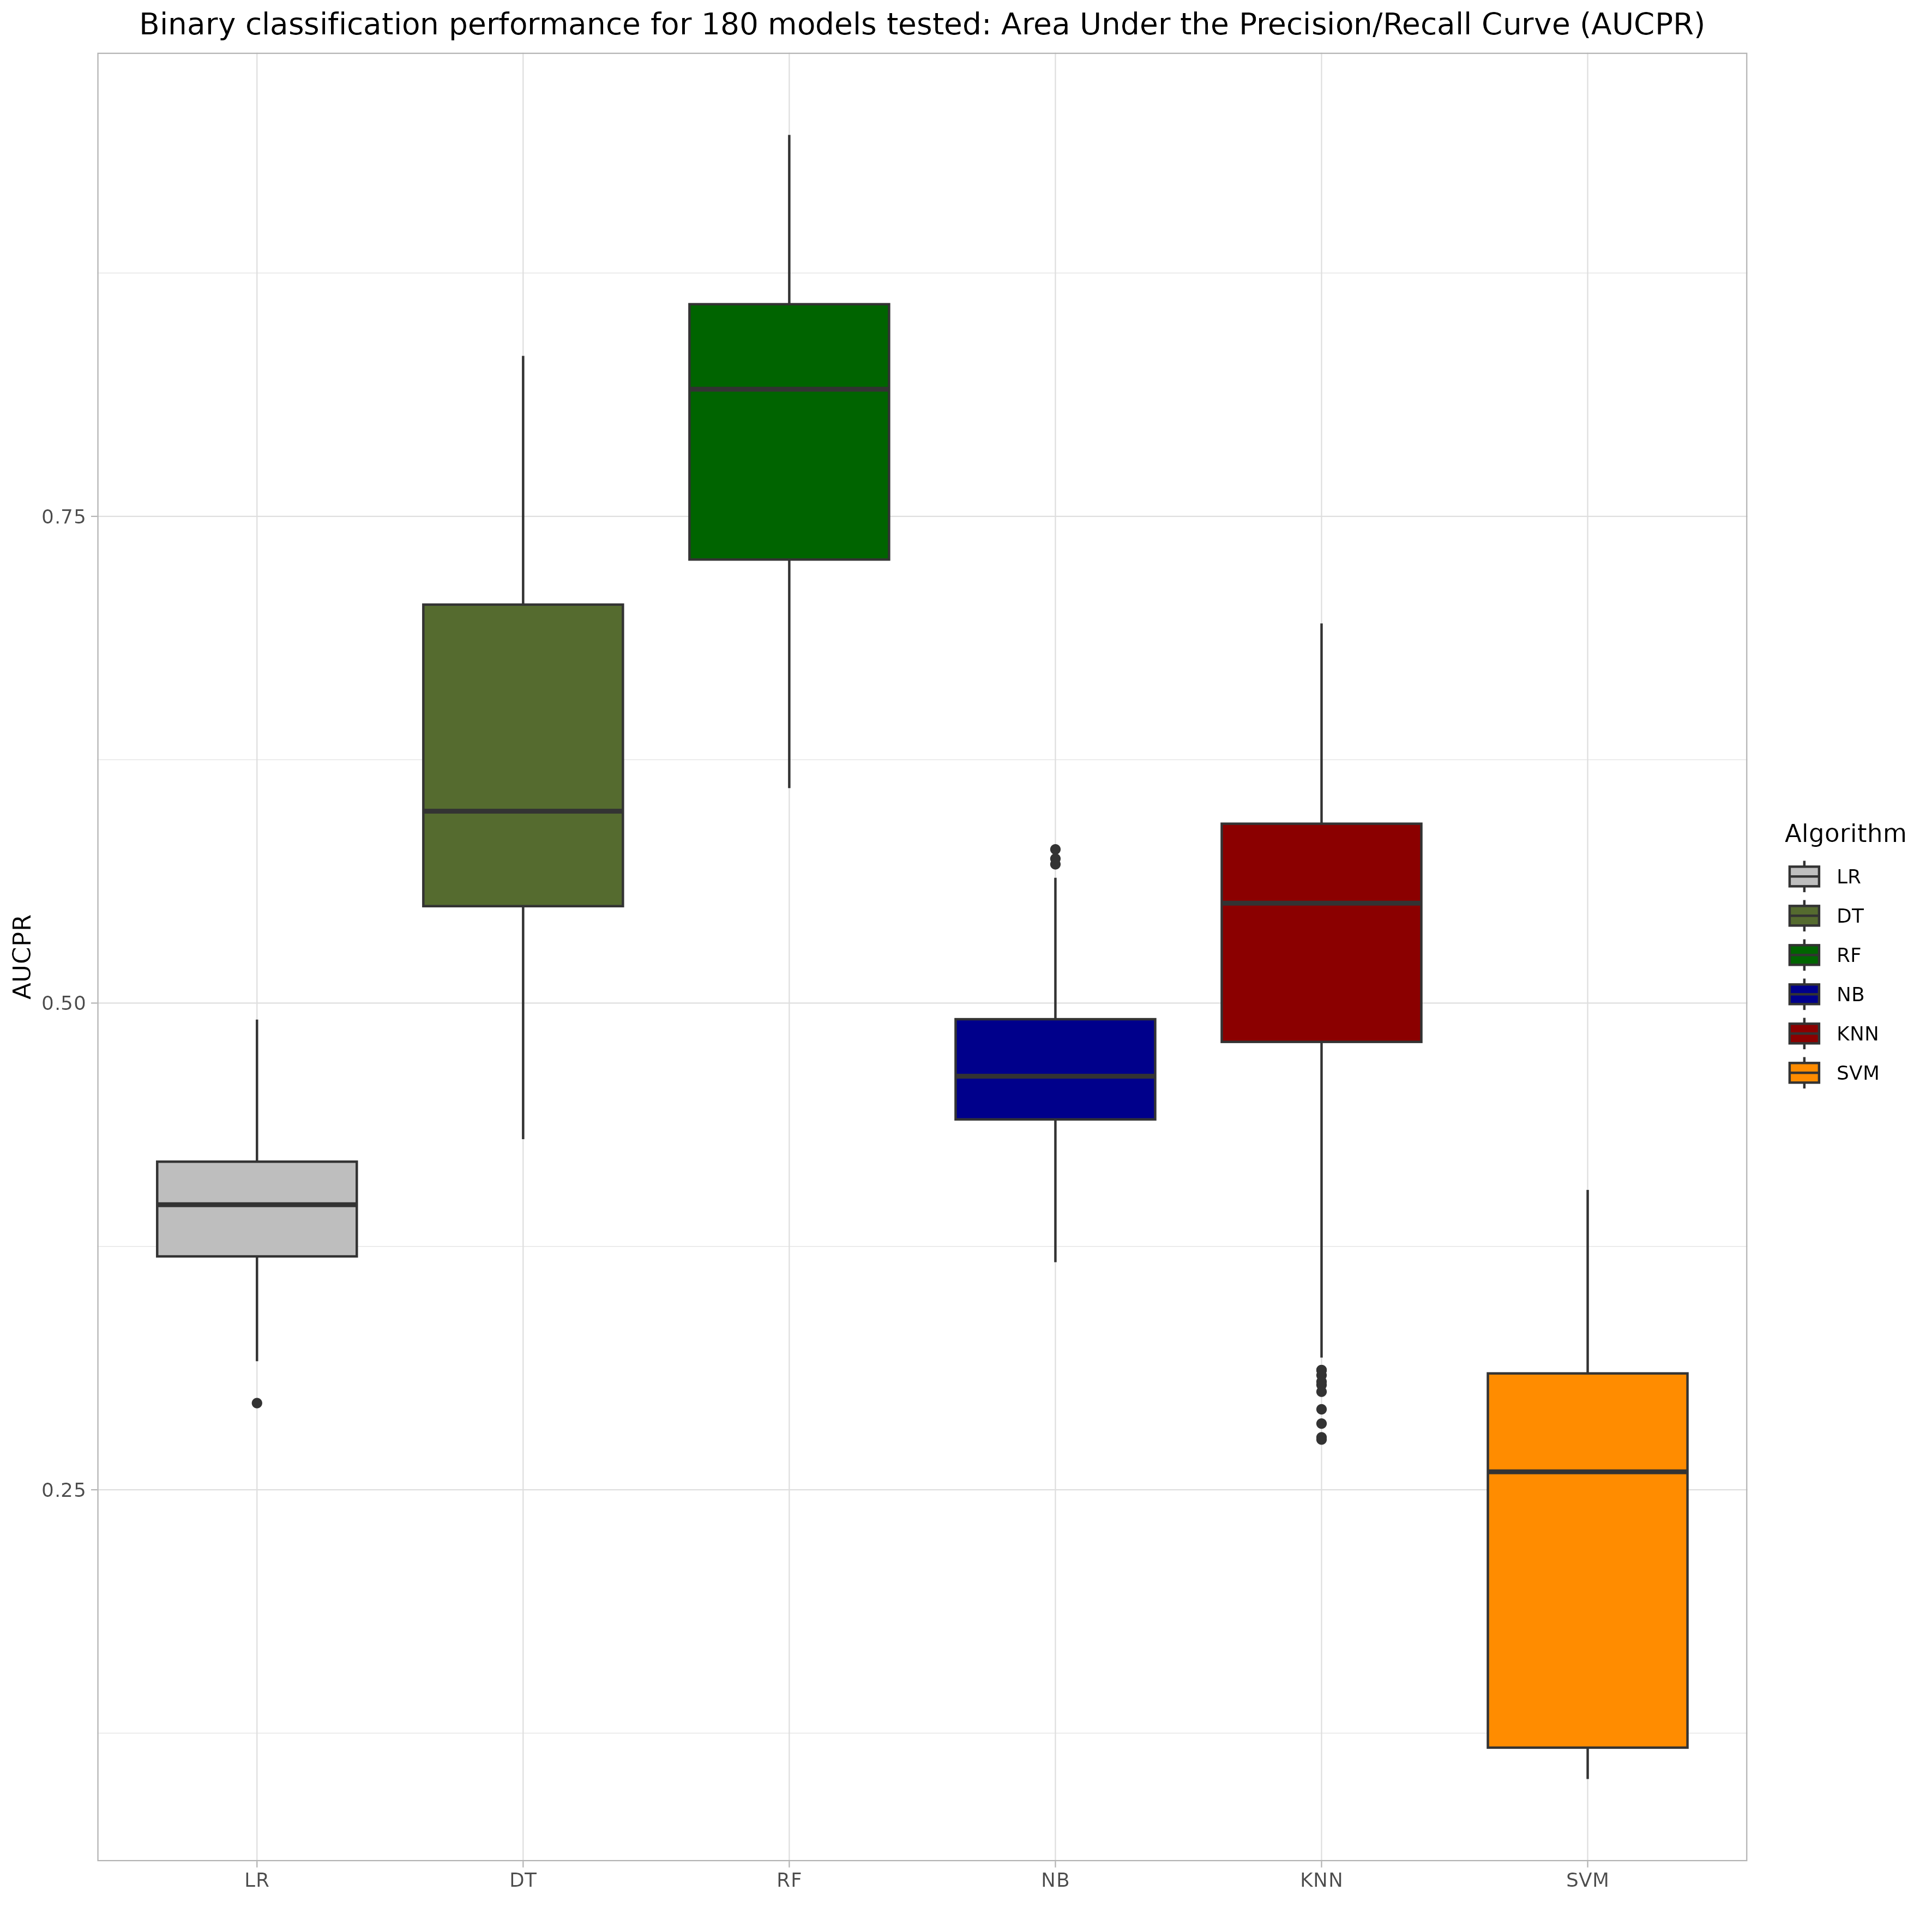 Binary classification performance for 180 models tested: Area Under the Precision/Recall Curve (AUCPR)
AUCPR
0.75
0.50
0.25
LR
DT
RF
NB
KNN
SVM
Algorithm
LR
DT
RF
NB
KNN
SVM